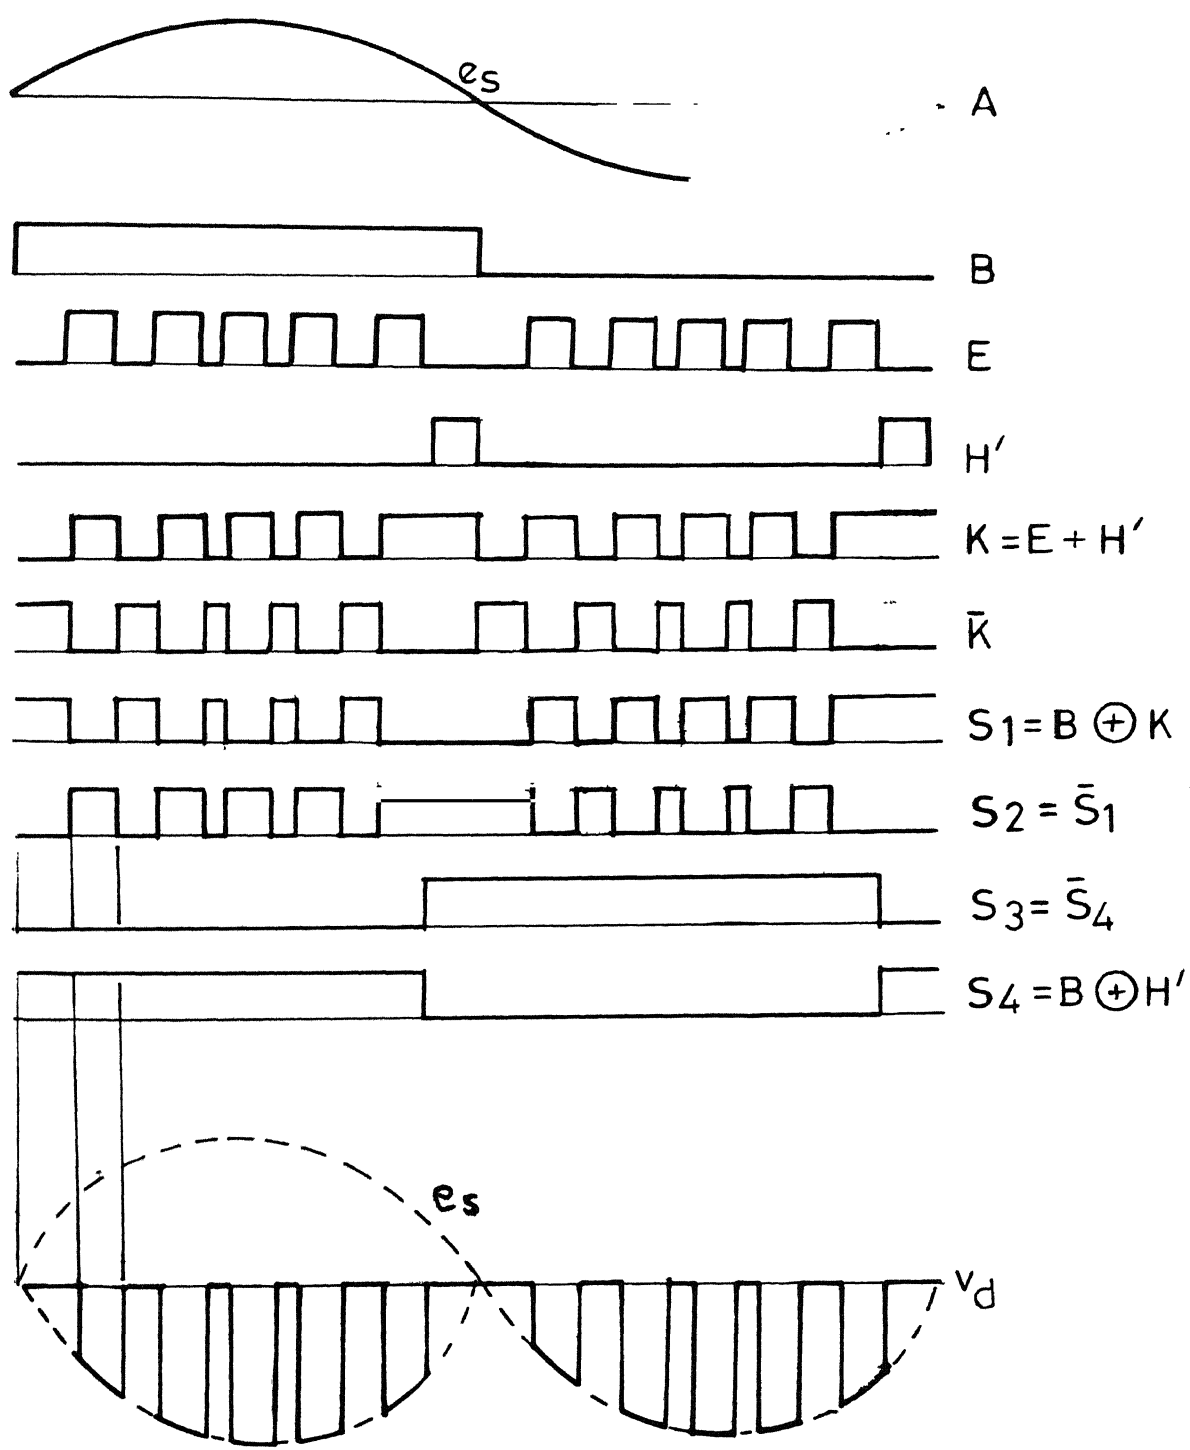 es
A
B
E
H′
K = E + H′
K̄
S1 = B ⊕ K
S2 = S̄1
S3 = S̄4
S4 = B ⊕ H′
es
vd